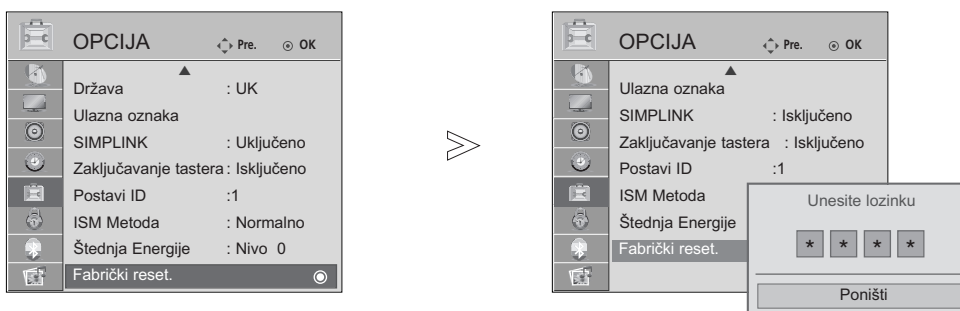 OPCIJA Pre. OK
Država : UK
Ulazna oznaka
SIMPLINK : Uključeno
Zaključavanje tastera : Isključeno
Postavi ID :1
ISM Metoda : Normalno
Štednja Energije : Nivo 0
Fabrički reset.
OPCIJA Pre. OK
Ulazna oznaka
SIMPLINK : Isključeno
Zaključavanje tastera : Isključeno
Postavi ID :1
ISM Metoda
Štednja Energije
Fabrički reset.
Unesite lozinku
* * * *
Poništi